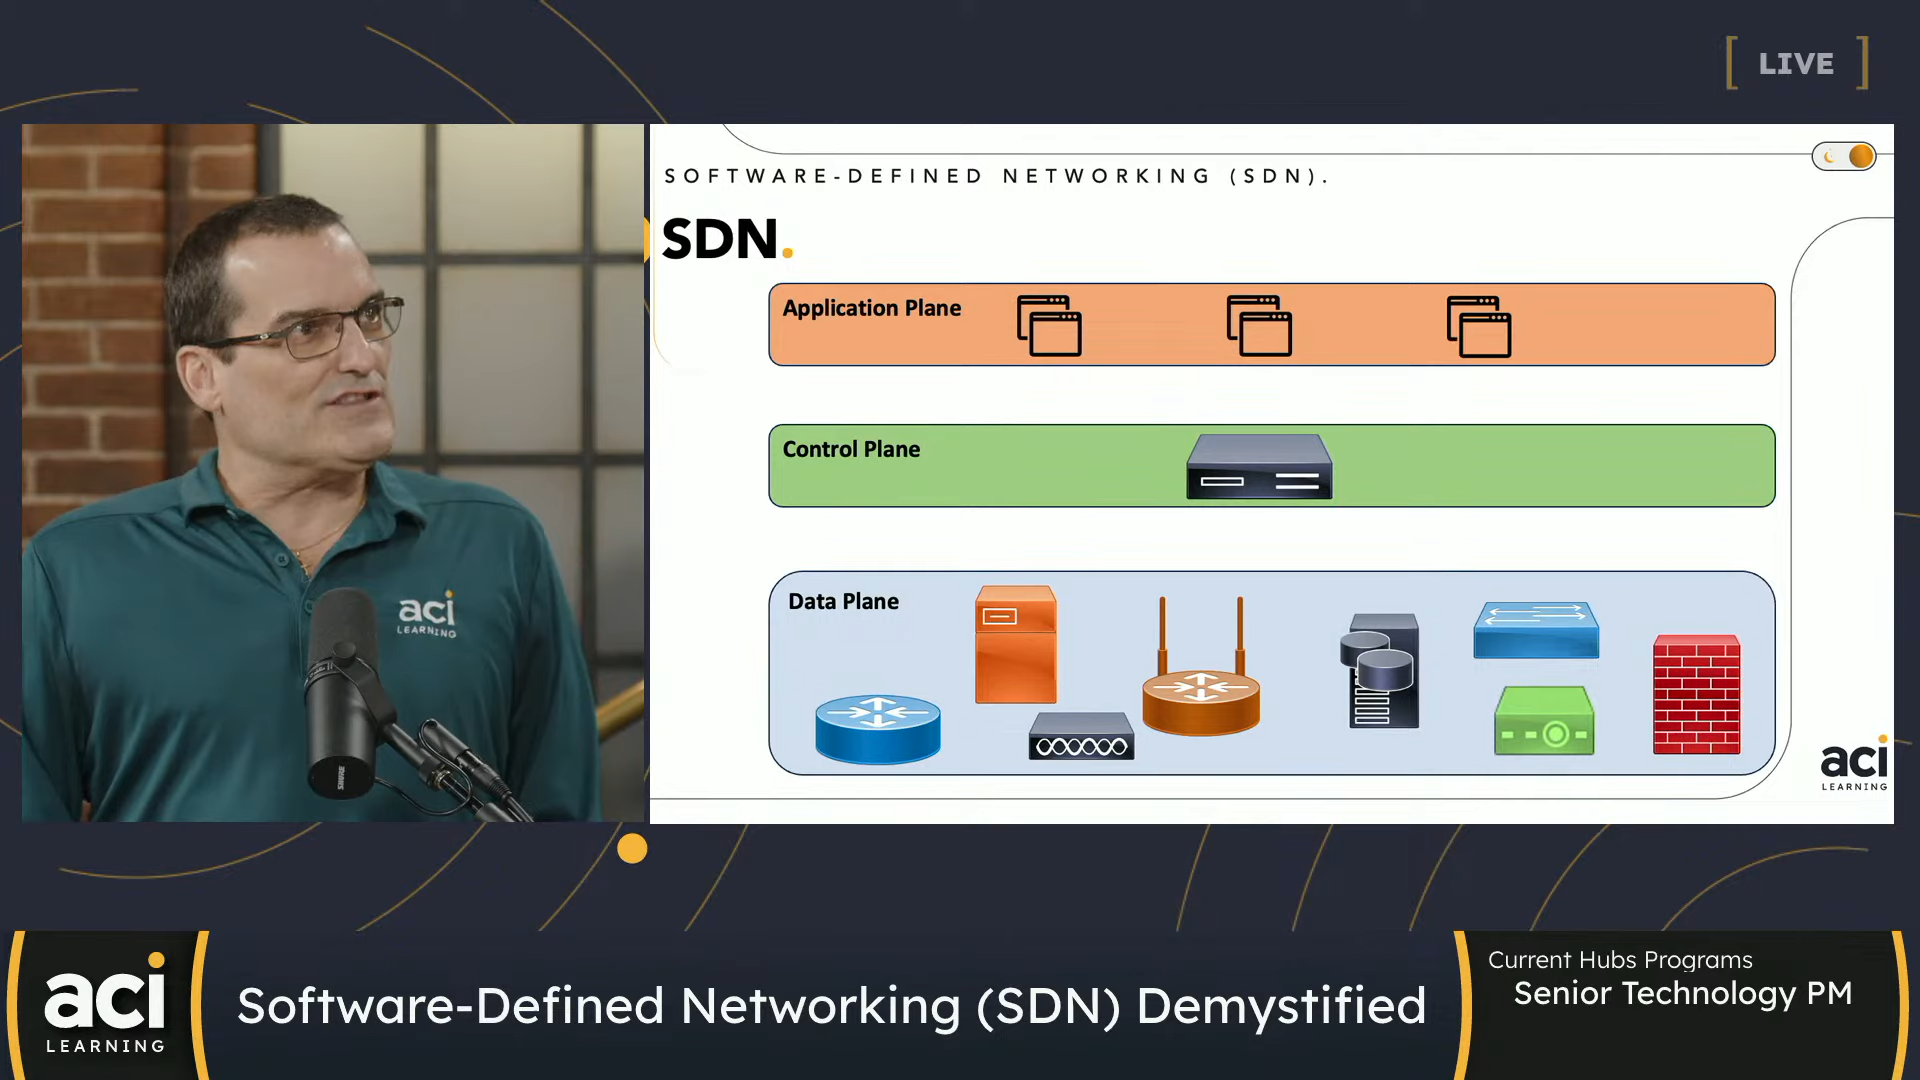 [ LIVE ]
SOFTWARE-DEFINED NETWORKING (SDN).
SDN.
Application Plane
Control Plane
Data Plane
aci
LEARNING
SHURE
aci
LEARNING
aci
LEARNING
Software-Defined Networking (SDN) Demystified
Current Hubs Programs
Senior Technology PM